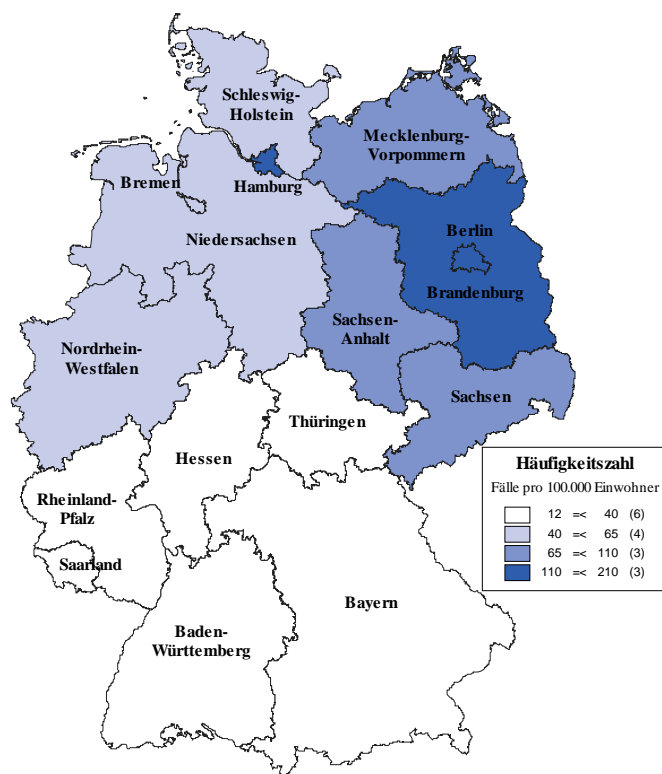 Schleswig-
Holstein
Mecklenburg-
Vorpommern
Bremen
Hamburg
Niedersachsen
Berlin
Brandenburg
Sachsen-
Anhalt
Nordrhein-
Westfalen
Sachsen
Thüringen
Hessen
Rheinland-
Pfalz
Saarland
Bayern
Baden-
Württemberg
Häufigkeitszahl
Fälle pro 100.000 Einwohner
12 =< 40 (6)
40 =< 65 (4)
65 =< 110 (3)
110 =< 210 (3)